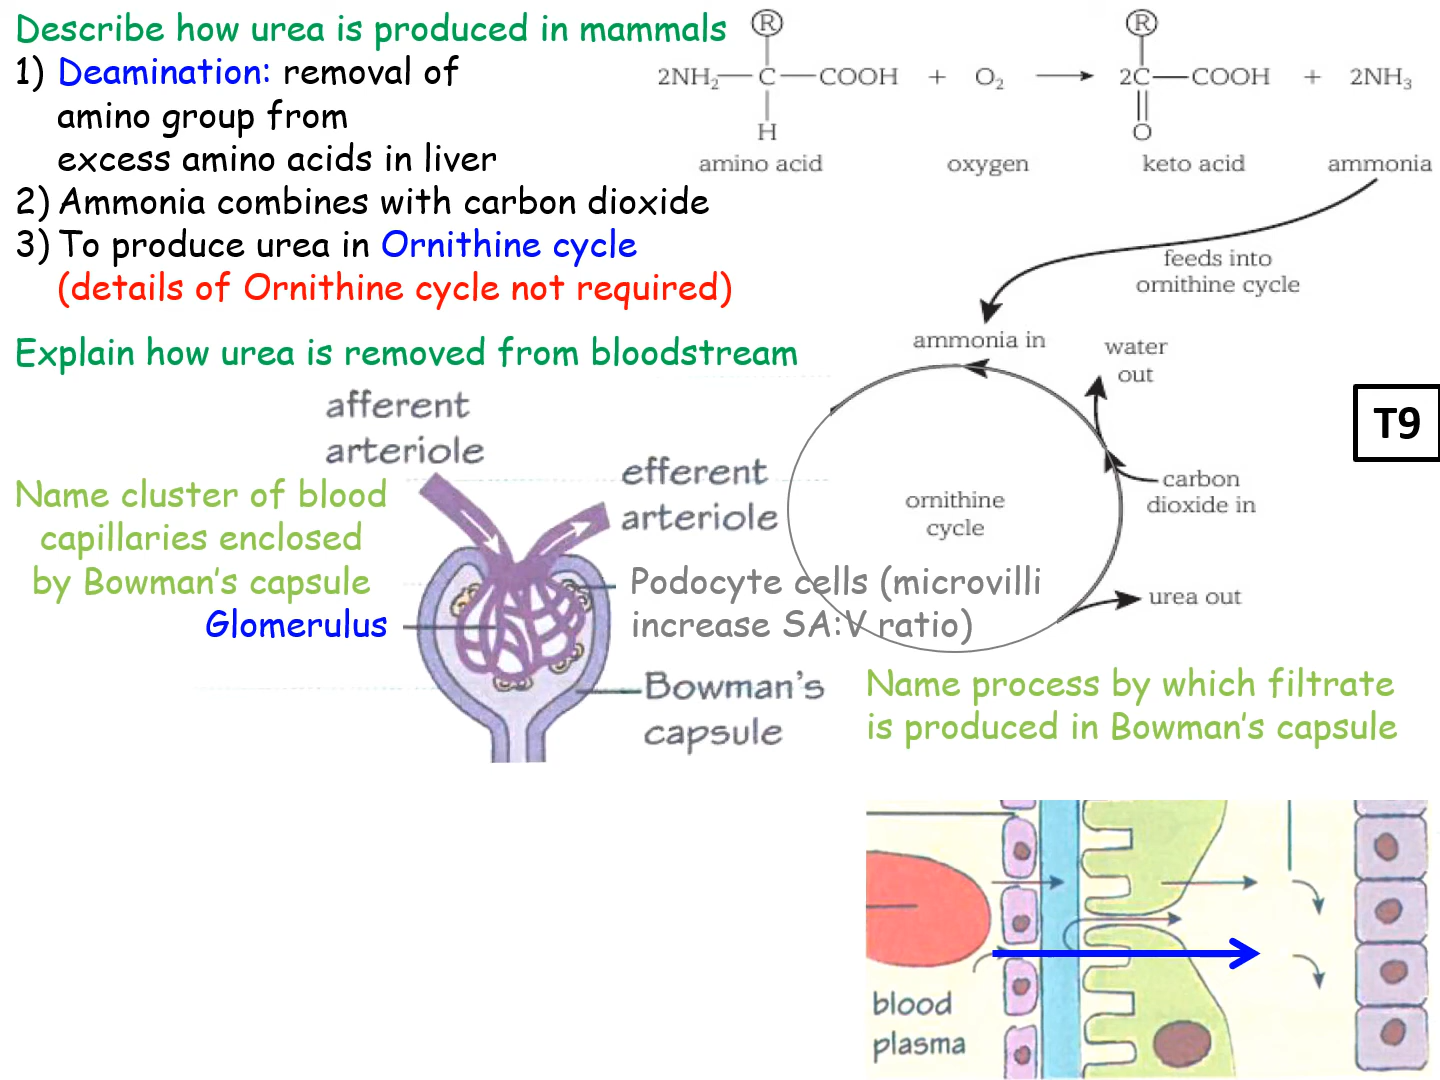 Describe how urea is produced in mammals
1) Deamination: removal of
amino group from
excess amino acids in liver
2) Ammonia combines with carbon dioxide
3) To produce urea in Ornithine cycle
(details of Ornithine cycle not required)
R
2NH₂ C COOH + O₂
H
amino acid
oxygen
R
2C COOH + 2NH₃
O
keto acid
ammonia
feeds into
ornithine cycle
ammonia in
water
out
carbon
dioxide in
ornithine
cycle
urea out
T9
Explain how urea is removed from bloodstream
afferent
arteriole
efferent
arteriole
Name cluster of blood
capillaries enclosed
by Bowman's capsule
Glomerulus
Podocyte cells (microvilli
increase SA:V ratio)
Bowman's
capsule
Name process by which filtrate
is produced in Bowman's capsule
blood
plasma